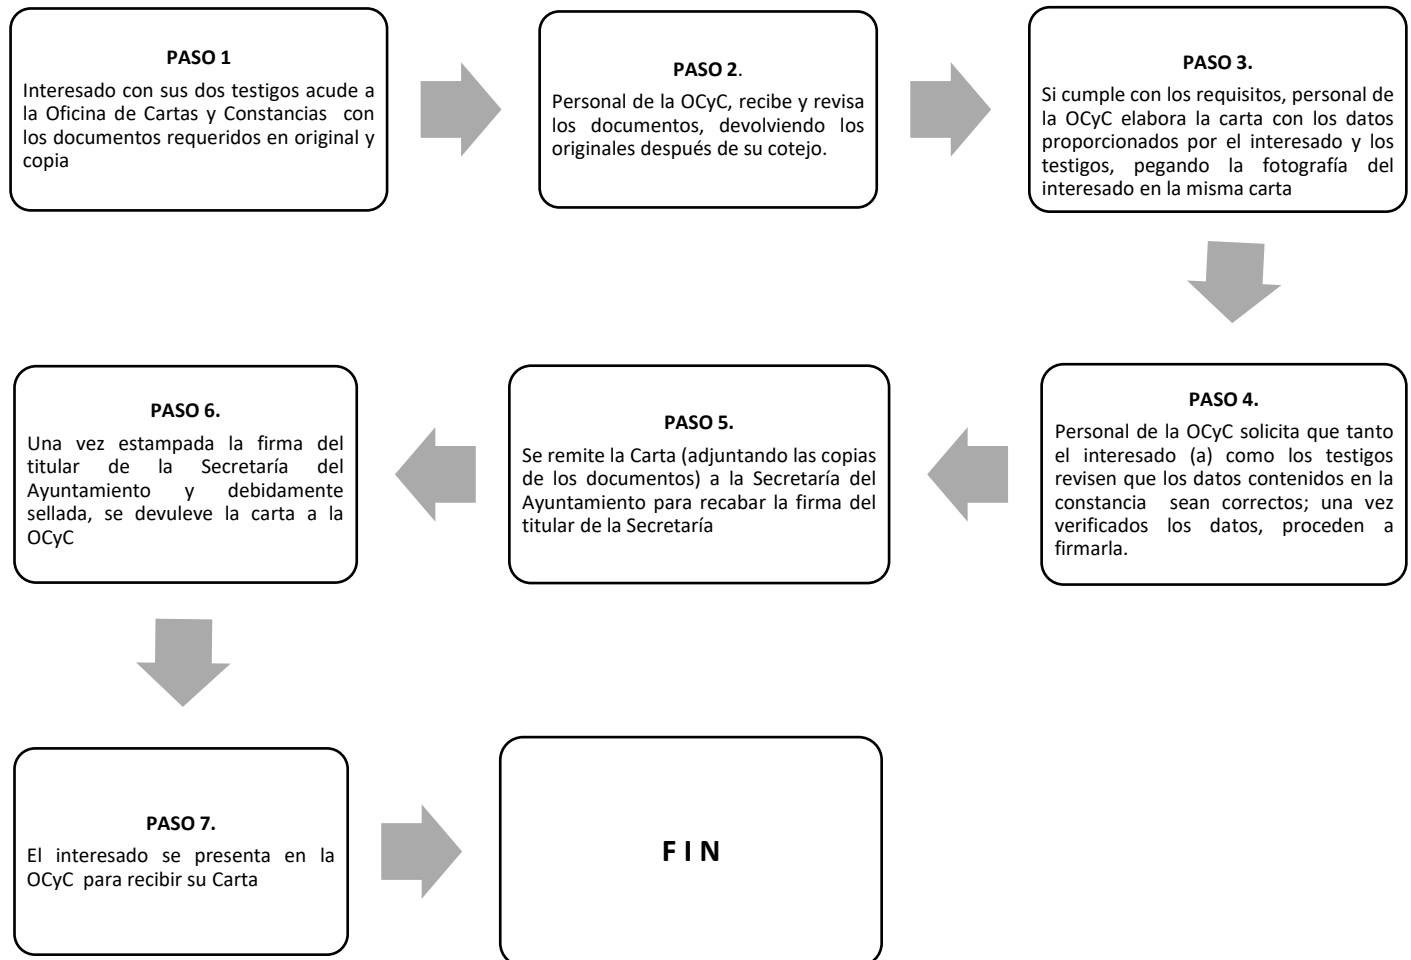 PASO 1
Interesado con sus dos testigos acude a
la Oficina de Cartas y Constancias con
los documentos requeridos en original y
copia
PASO 2.
Personal de la OCyC, recibe y revisa
los documentos, devolviendo los
originales después de su cotejo.
PASO 3.
Si cumple con los requisitos, personal de
la OCyC elabora la carta con los datos
proporcionados por el interesado y los
testigos, pegando la fotografía del
interesado en la misma carta
PASO 4.
Personal de la OCyC solicita que tanto
el interesado (a) como los testigos
revisen que los datos contenidos en la
constancia sean correctos; una vez
verificados los datos, proceden a
firmarla.
PASO 5.
Se remite la Carta (adjuntando las copias
de los documentos) a la Secretaría del
Ayuntamiento para recabar la firma del
titular de la Secretaría
PASO 6.
Una vez estampada la firma del
titular de la Secretaría del
Ayuntamiento y debidamente
sellada, se devuleve la carta a la
OCyC
PASO 7.
El interesado se presenta en la
OCyC para recibir su Carta
F I N